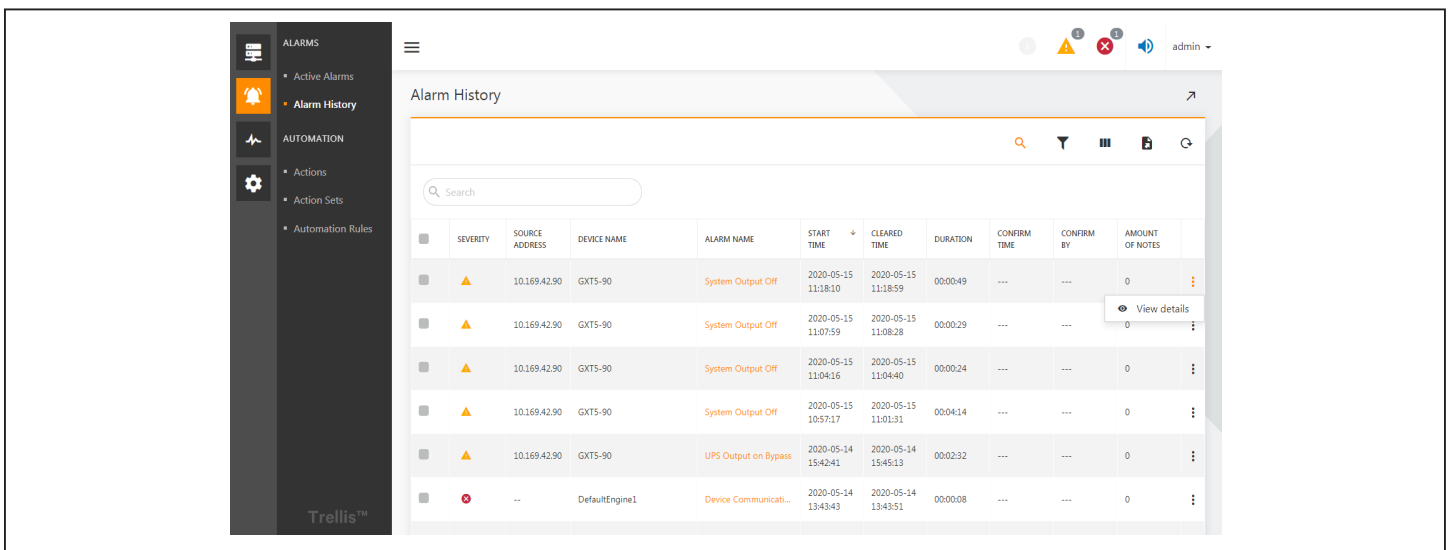 ALARMS
Active Alarms
Alarm History
AUTOMATION
Actions
Action Sets
Automation Rules
Trellis™
1
1
admin
Alarm History
Search
SEVERITY SOURCE ADDRESS DEVICE NAME ALARM NAME START TIME CLEARED TIME DURATION CONFIRM TIME CONFIRM BY AMOUNT OF NOTES
10.169.42.90 GXT5-90 System Output Off 2020-05-15 11:18:10 2020-05-15 11:18:59 00:00:49 --- --- 0
View details
10.169.42.90 GXT5-90 System Output Off 2020-05-15 11:07:59 2020-05-15 11:08:28 00:00:29 --- --- 0
10.169.42.90 GXT5-90 System Output Off 2020-05-15 11:04:16 2020-05-15 11:04:40 00:00:24 --- --- 0
10.169.42.90 GXT5-90 System Output Off 2020-05-15 10:57:17 2020-05-15 11:01:31 00:04:14 --- --- 0
10.169.42.90 GXT5-90 UPS Output on Bypass 2020-05-14 15:42:41 2020-05-14 15:45:13 00:02:32 --- --- 0
-- DefaultEngine1 Device Communicati... 2020-05-14 13:43:43 2020-05-14 13:43:51 00:00:08 --- --- 0